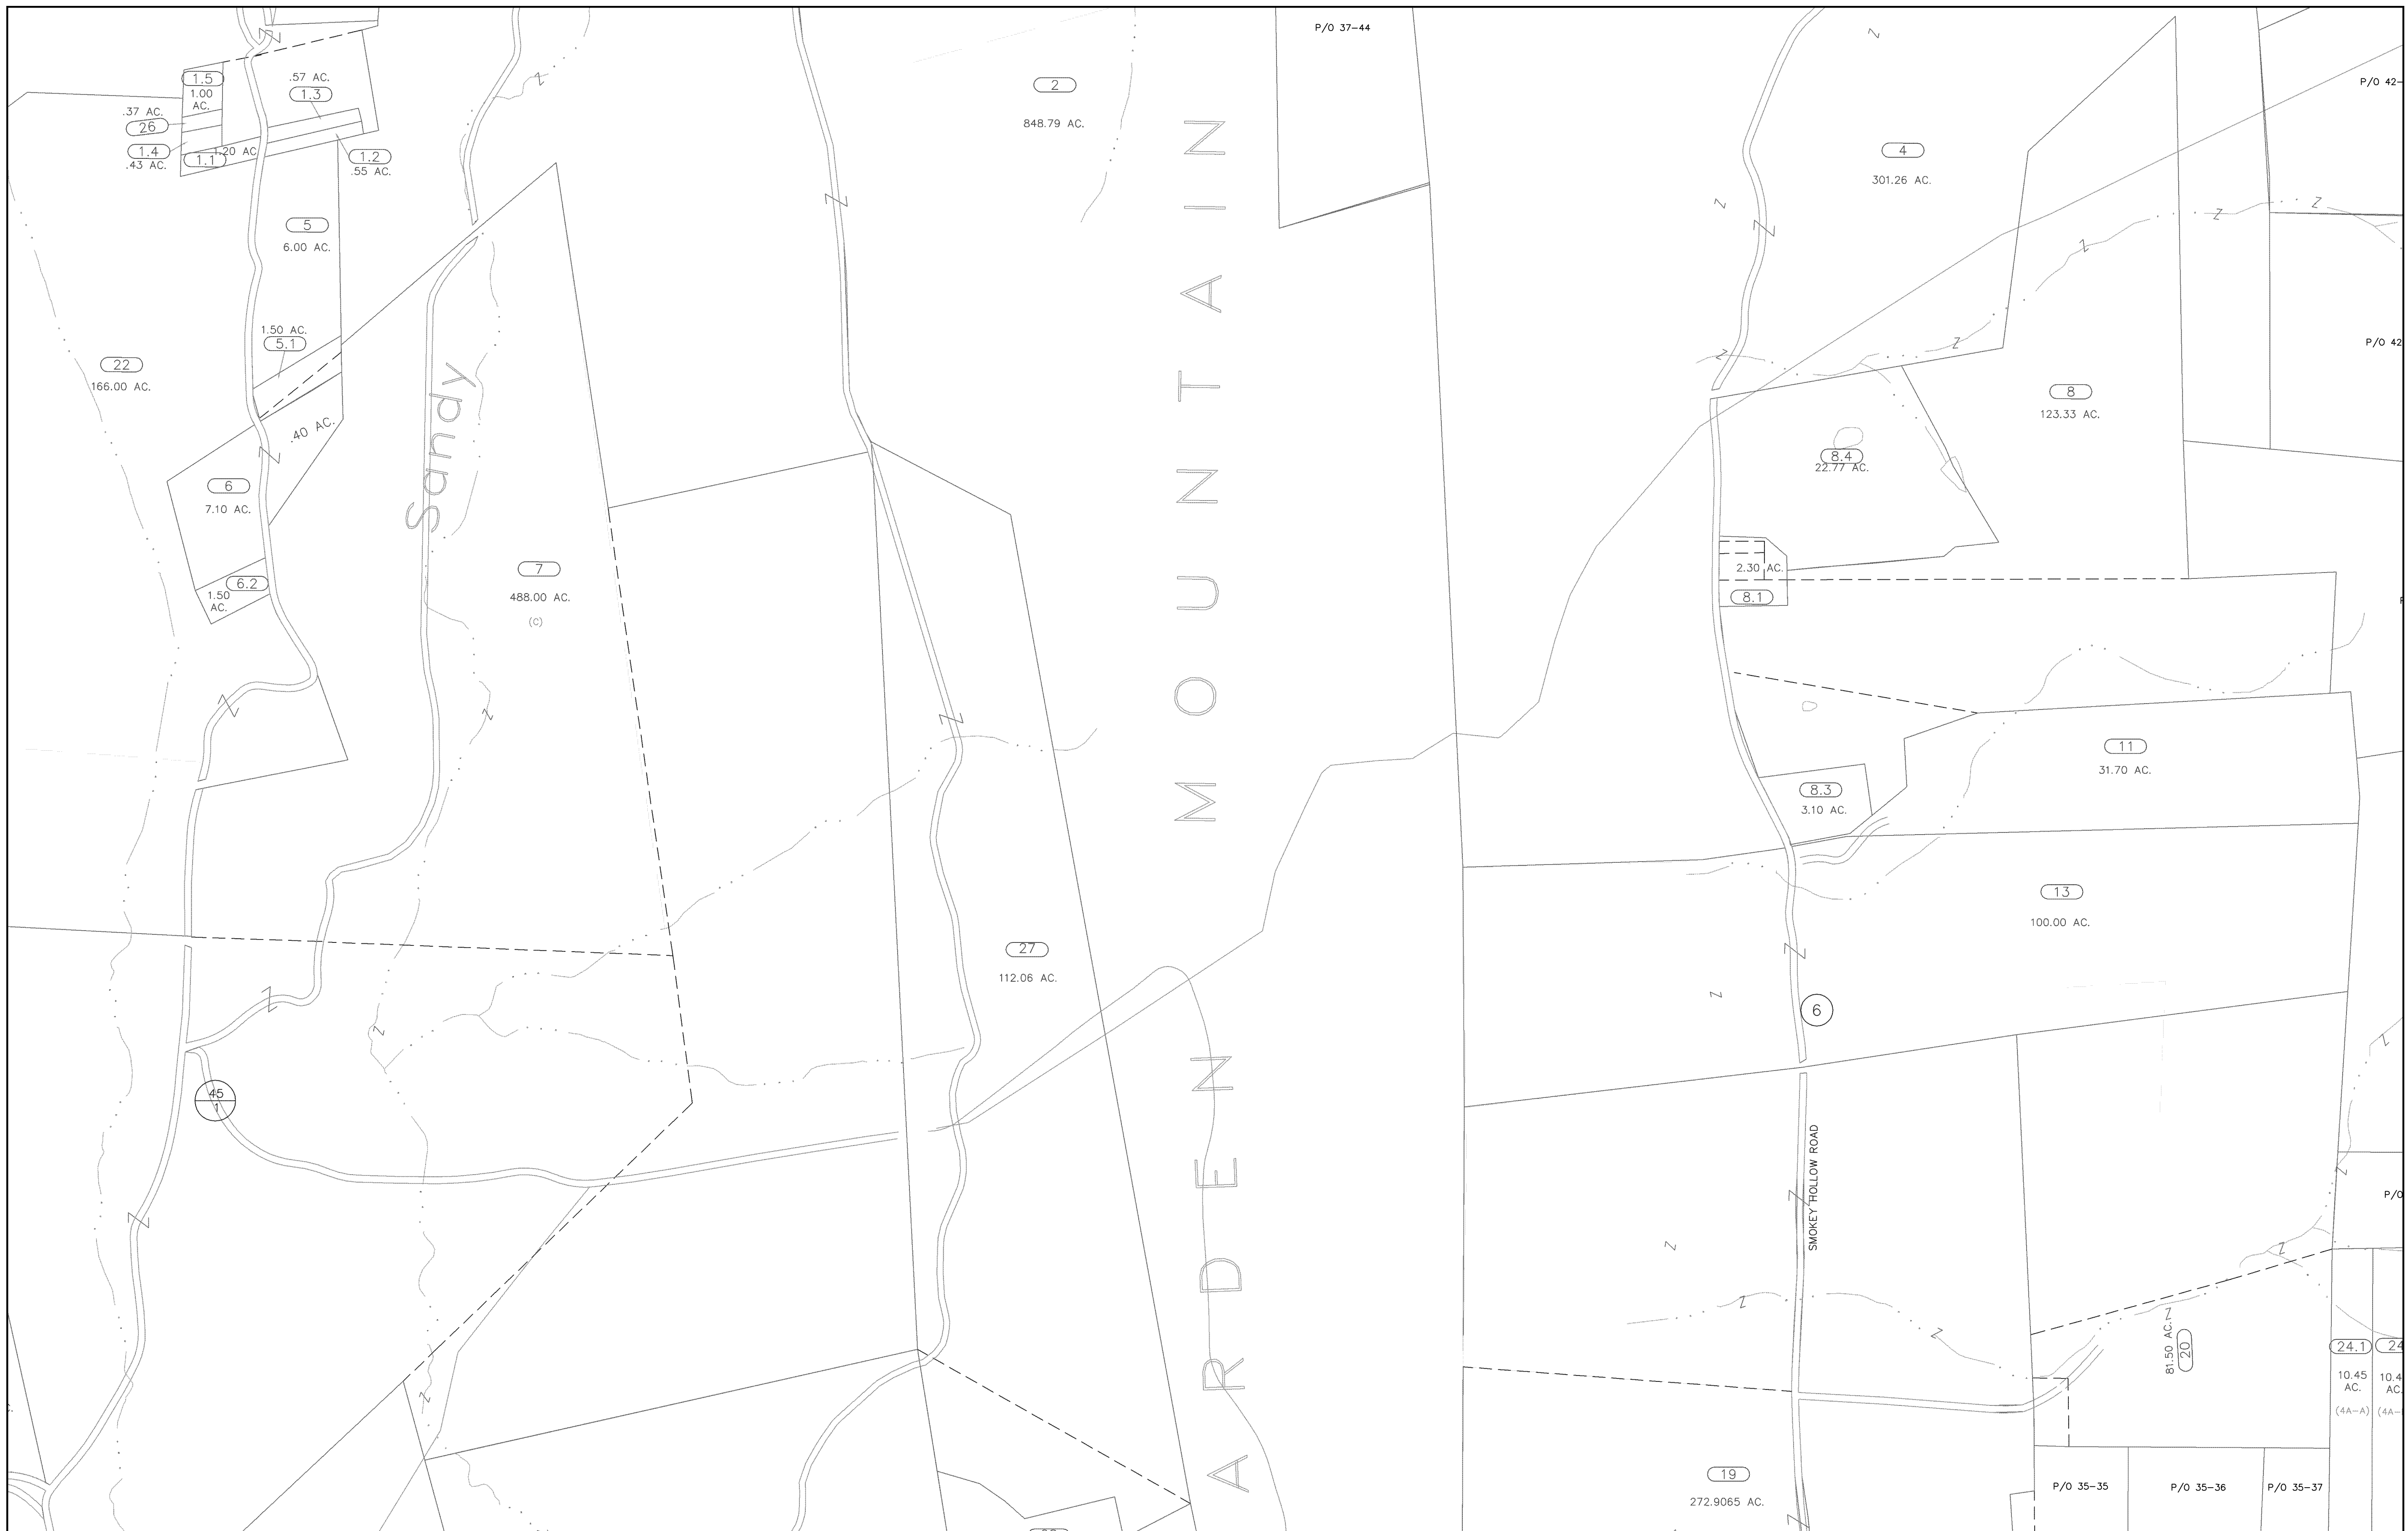 P/O 37-44
P/O 42-
1.5
1.00
AC.
.57 AC.
1.3
.37 AC.
26
1.4
.43 AC.
1.1
1.20 AC
1.2
.55 AC.
2
848.79 AC.
4
301.26 AC.
5
6.00 AC.
1.50 AC.
5.1
22
166.00 AC.
P/O 42
8
123.33 AC.
.40 AC.
8.4
22.77 AC.
6
7.10 AC.
Sandy
6.2
1.50
AC.
7
488.00 AC.
(C)
2.30 AC.
8.1
MOUNTAIN
11
31.70 AC.
8.3
3.10 AC.
13
100.00 AC.
27
112.06 AC.
6
45
1
ARDEN
SMOKEY HOLLOW ROAD
P/O
81.50 AC.
20
24.1
10.45
AC.
(4A-A)
24
10.4
AC.
(4A-
19
272.9065 AC.
P/O 35-35
P/O 35-36
P/O 35-37